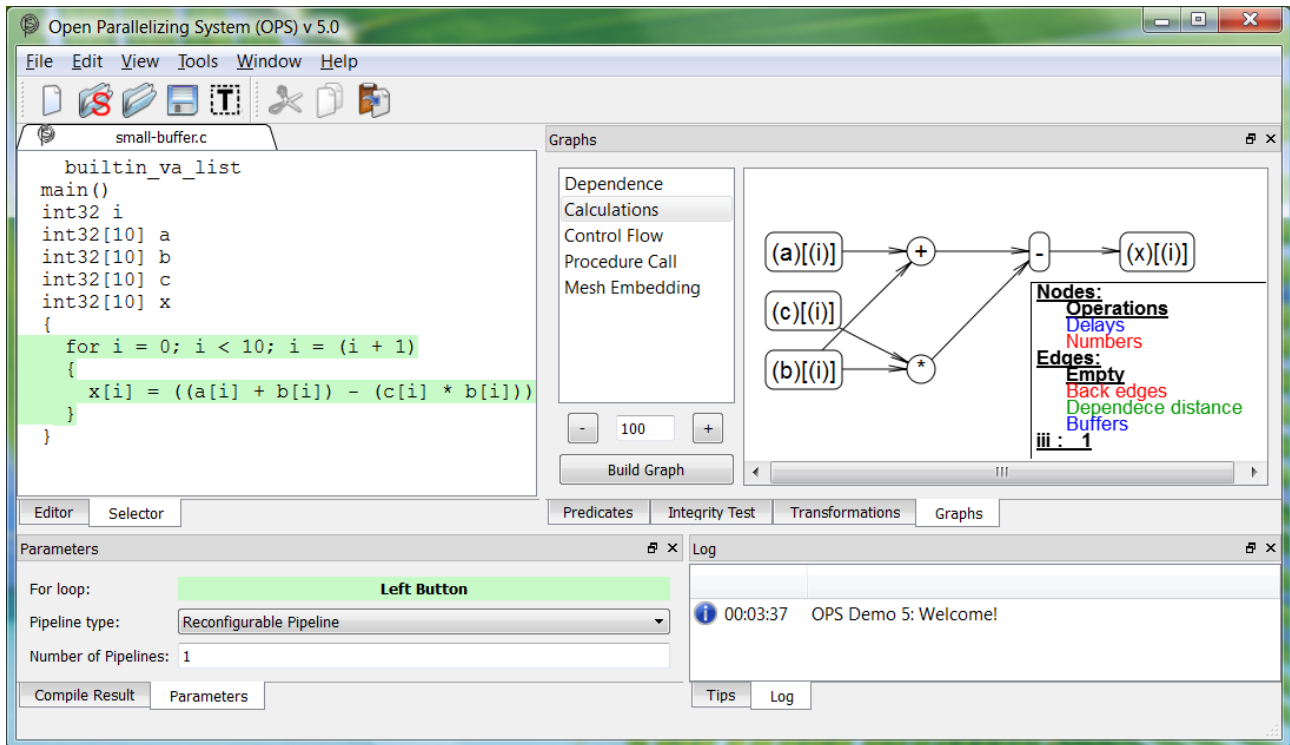 Open Parallelizing System (OPS) v 5.0
File Edit View Tools Window Help
small-buffer.c
builtin_va_list
main()
int32 i
int32[10] a
int32[10] b
int32[10] c
int32[10] x
{
for i = 0; i < 10; i = (i + 1)
{
x[i] = ((a[i] + b[i]) - (c[i] * b[i]))
}
}
Editor Selector
Graphs
Dependence
Calculations
Control Flow
Procedure Call
Mesh Embedding
- 100 +
Build Graph
(a)[(i)] + - (x)[(i)]
(c)[(i)]
(b)[(i)] *
Nodes:
Operations
Delays
Numbers
Edges:
Empty
Back edges
Dependece distance
Buffers
iii : 1
Predicates Integrity Test Transformations Graphs
Parameters
For loop: Left Button
Pipeline type: Reconfigurable Pipeline
Number of Pipelines: 1
Compile Result Parameters
Log
00:03:37 OPS Demo 5: Welcome!
Tips Log